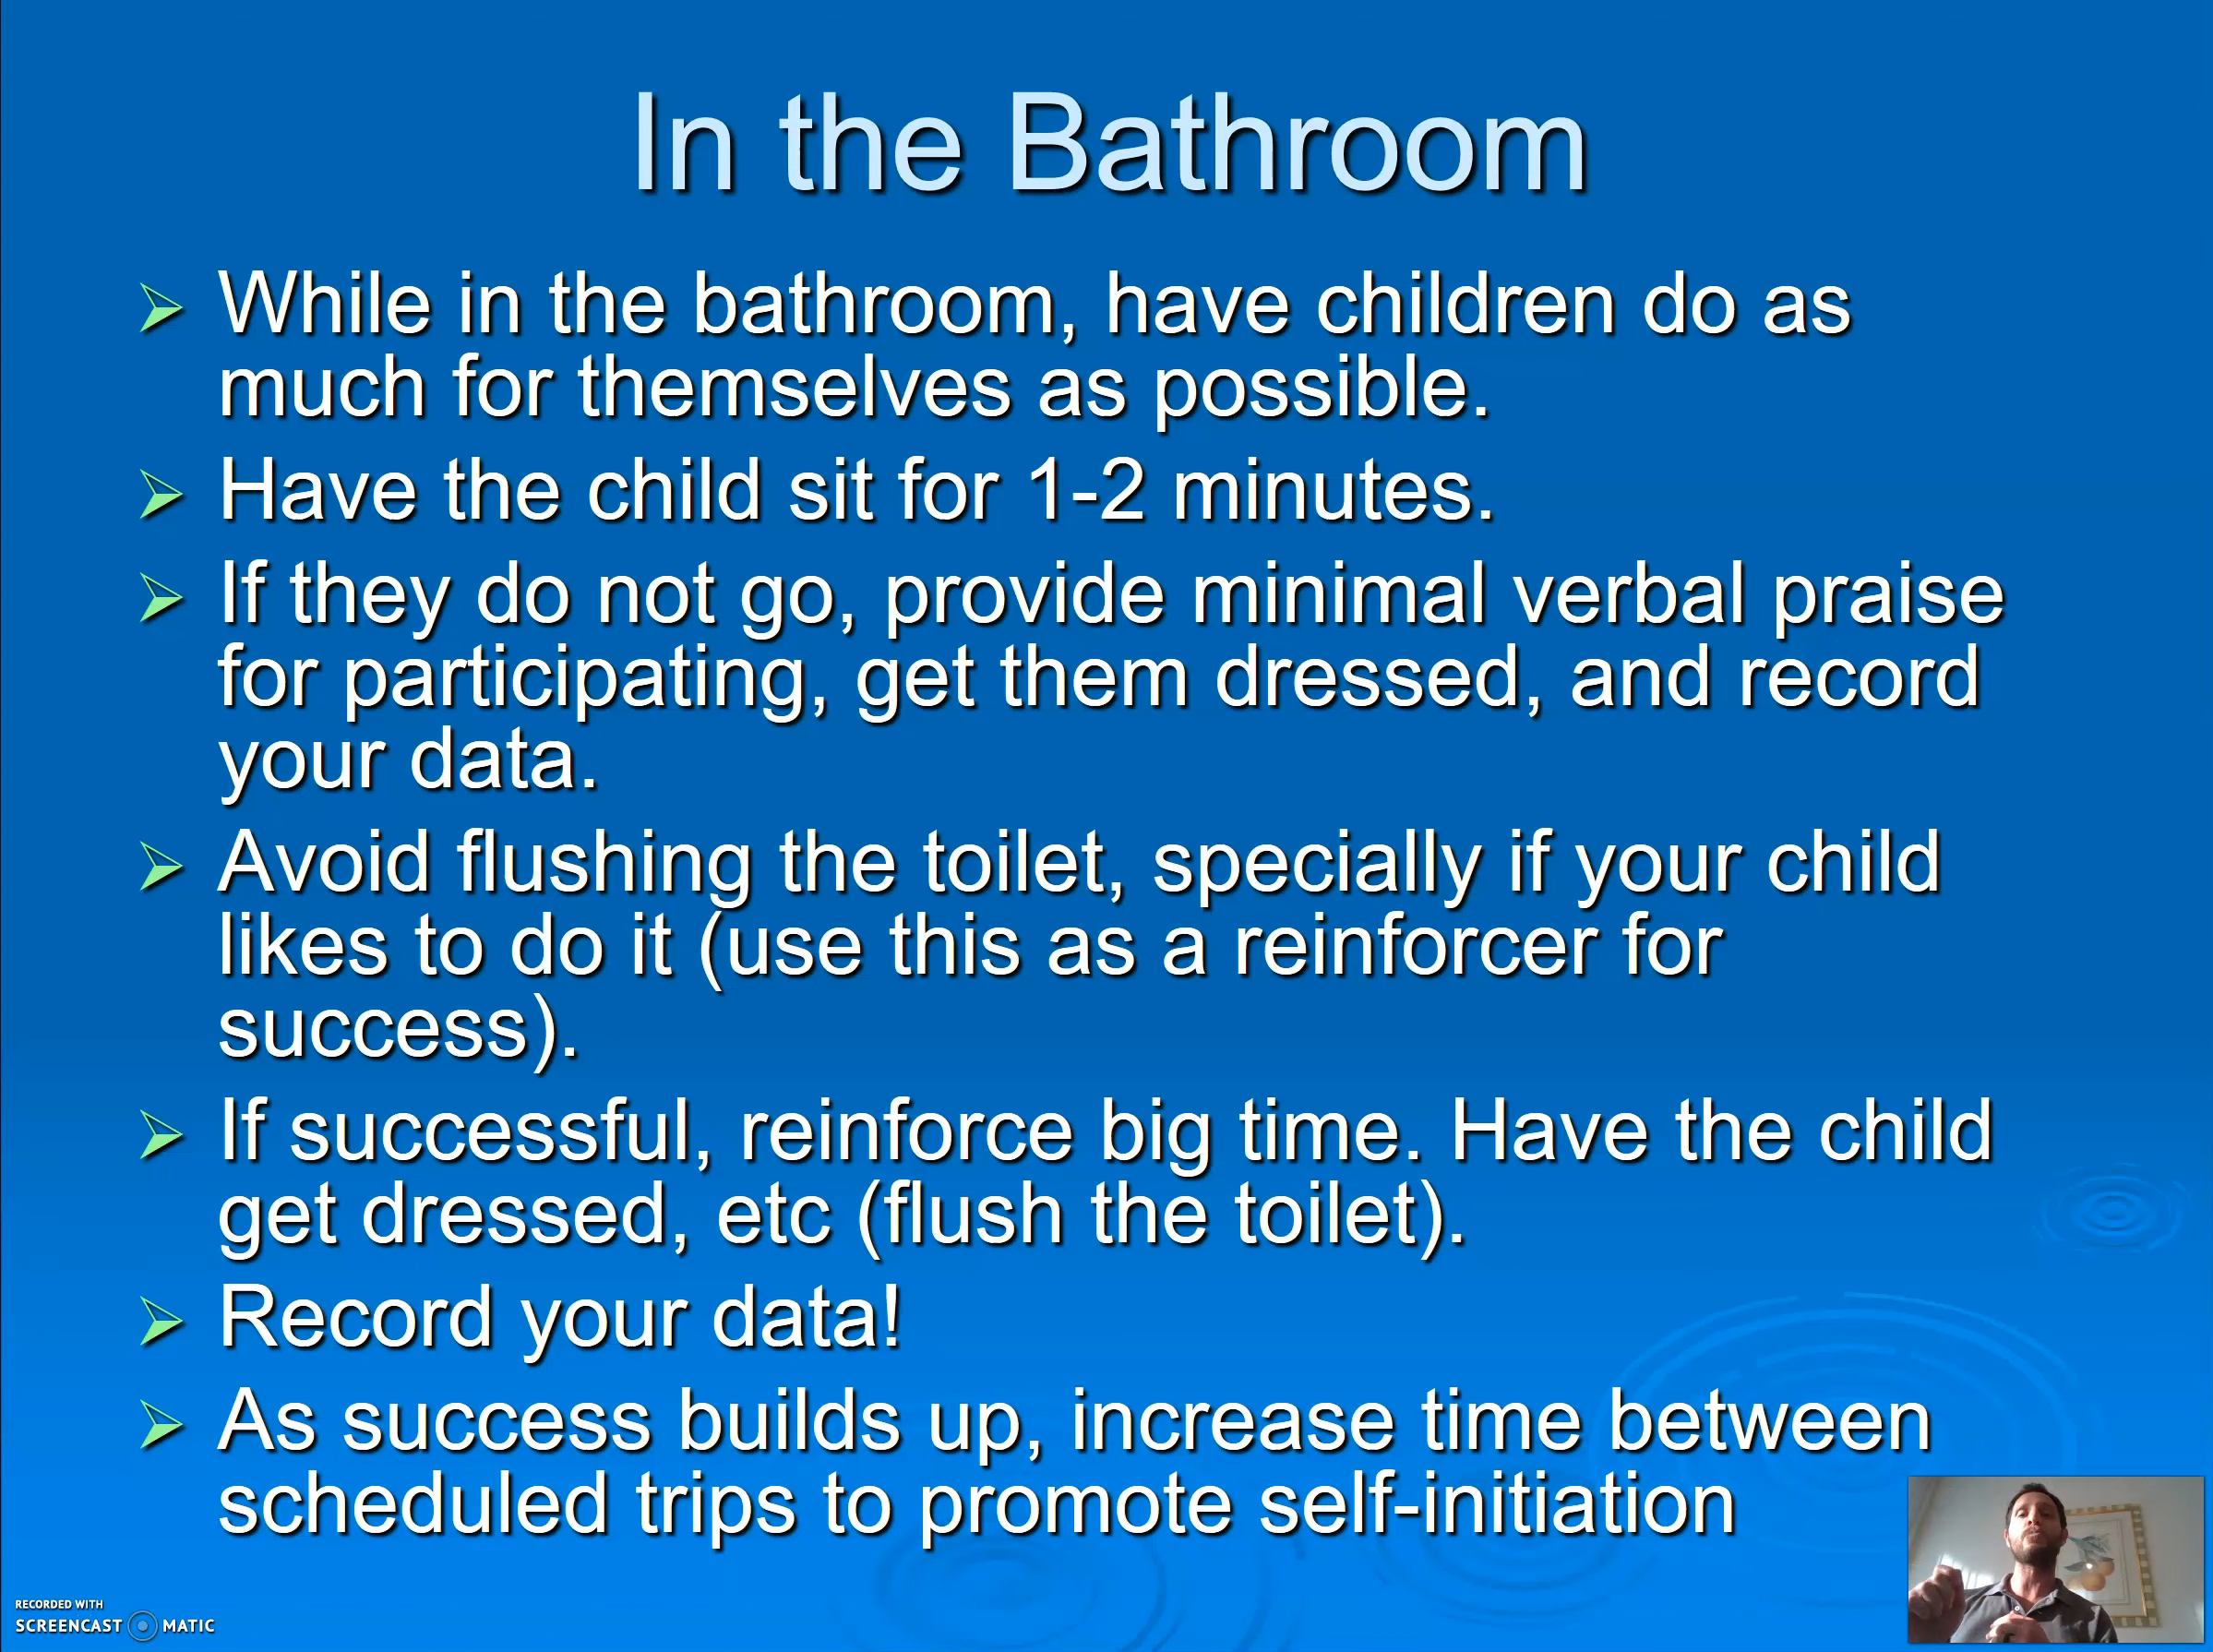 In the Bathroom
While in the bathroom, have children do as
much for themselves as possible.
Have the child sit for 1-2 minutes.
If they do not go, provide minimal verbal praise
for participating, get them dressed, and record
your data.
Avoid flushing the toilet, specially if your child
likes to do it (use this as a reinforcer for
success).
If successful, reinforce big time. Have the child
get dressed, etc (flush the toilet).
Record your data!
As success builds up, increase time between
scheduled trips to promote self-initiation
RECORDED WITH
SCREENCAST MATIC